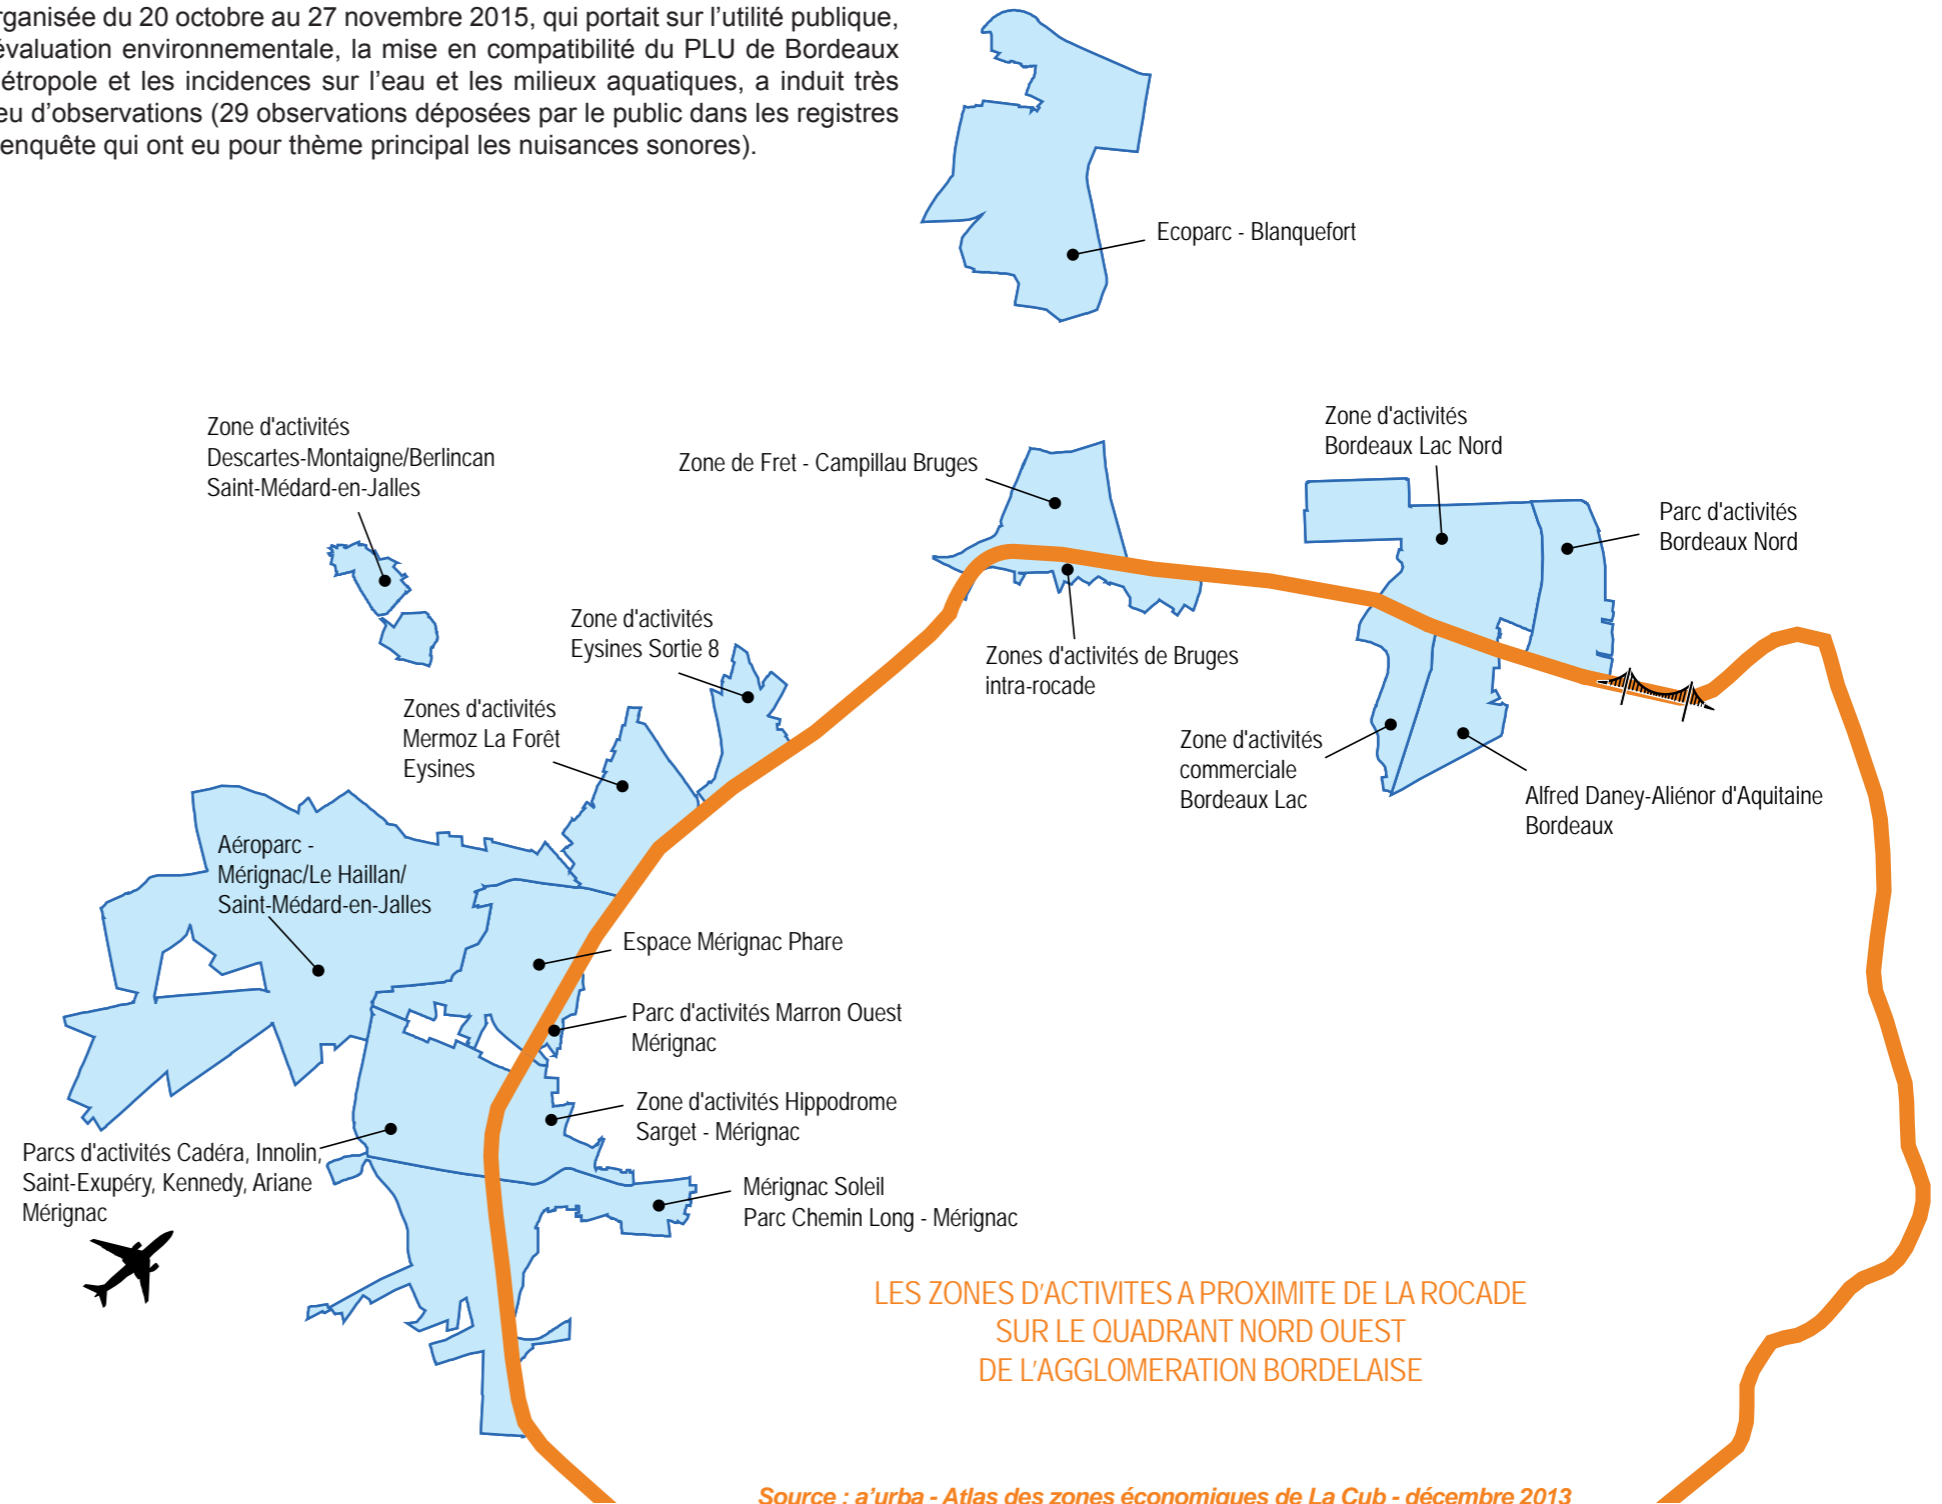 rganisée du 20 octobre au 27 novembre 2015, qui portait sur l'utilité publique,
évaluation environnementale, la mise en compatibilité du PLU de Bordeaux
étropole et les incidences sur l'eau et les milieux aquatiques, a induit très
eu d'observations (29 observations déposées par le public dans les registres
enquête qui ont eu pour thème principal les nuisances sonores).
Ecoparc - Blanquefort
Zone d'activités
Descartes-Montaigne/Berlincan
Saint-Médard-en-Jalles
Zone de Fret - Campillau Bruges
Zone d'activités
Bordeaux Lac Nord
Parc d'activités
Bordeaux Nord
Zone d'activités
Eysines Sortie 8
Zones d'activités de Bruges
intra-rocade
Zones d'activités
Mermoz La Forêt
Eysines
Zone d'activités
commerciale
Bordeaux Lac
Alfred Daney-Aliénor d'Aquitaine
Bordeaux
Aéroparc -
Mérignac/Le Haillan/
Saint-Médard-en-Jalles
Espace Mérignac Phare
Parc d'activités Marron Ouest
Mérignac
Zone d'activités Hippodrome
Sarget - Mérignac
Parcs d'activités Cadéra, Innolin,
Saint-Exupéry, Kennedy, Ariane
Mérignac
Mérignac Soleil
Parc Chemin Long - Mérignac
LES ZONES D'ACTIVITES A PROXIMITE DE LA ROCADE
SUR LE QUADRANT NORD OUEST
DE L'AGGLOMERATION BORDELAISE
Source : a'urba - Atlas des zones économiques de La Cub - décembre 2013